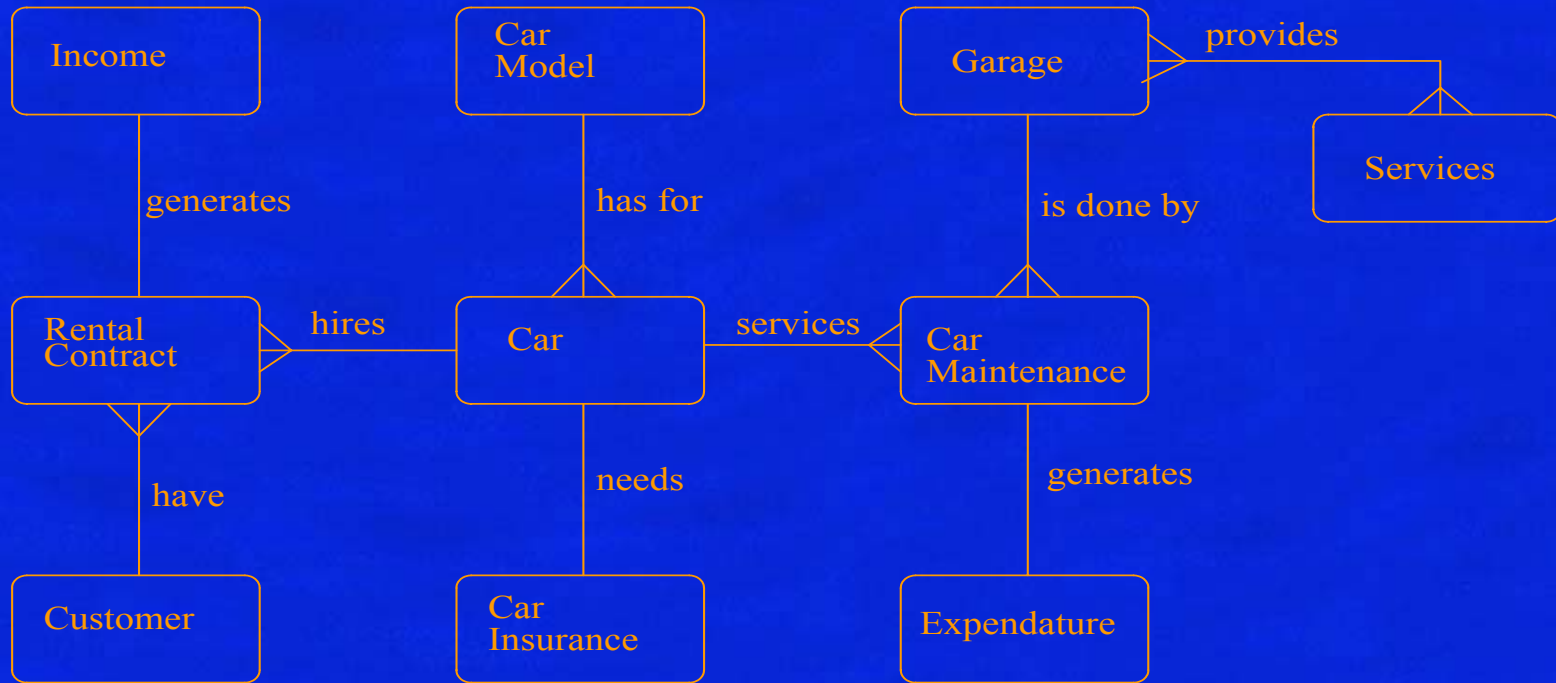 Income
Car
Model
Garage
provides
Services
generates
has for
is done by
Rental
Contract
hires
Car
services
Car
Maintenance
have
needs
generates
Customer
Car
Insurance
Expendature